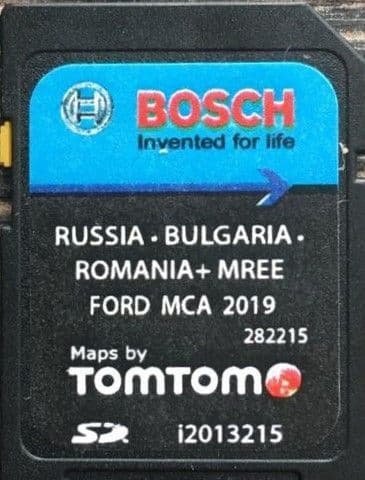 BOSCH
Invented for life
RUSSIA • BULGARIA •
ROMANIA+ MREE
FORD MCA 2019
282215
Maps by
TOMTOM
SD i2013215